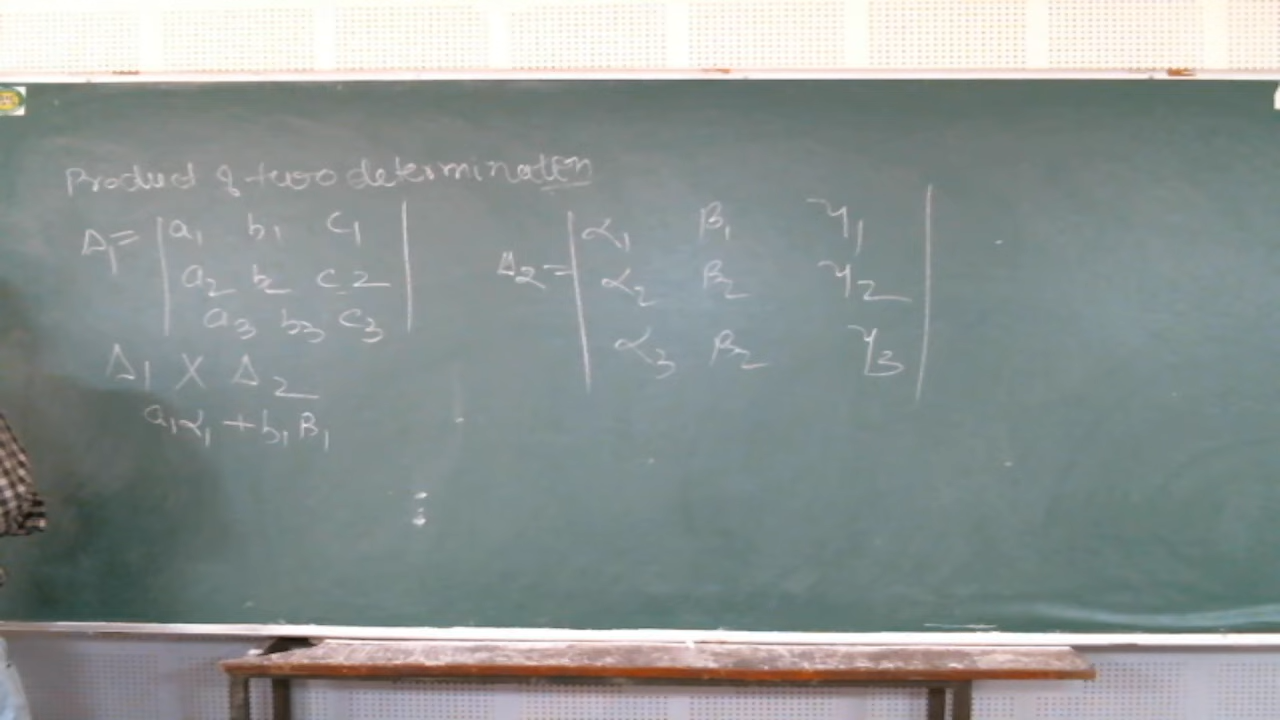 Product of two determinaten
Δ1= | a1 b1 c1 |
a2 b2 c2
a3 b3 c3
Δ2= | α1 β1 γ1 |
α2 β2 γ2
α3 β2 γ3
Δ1 X Δ2
a1α1 + b1 β1